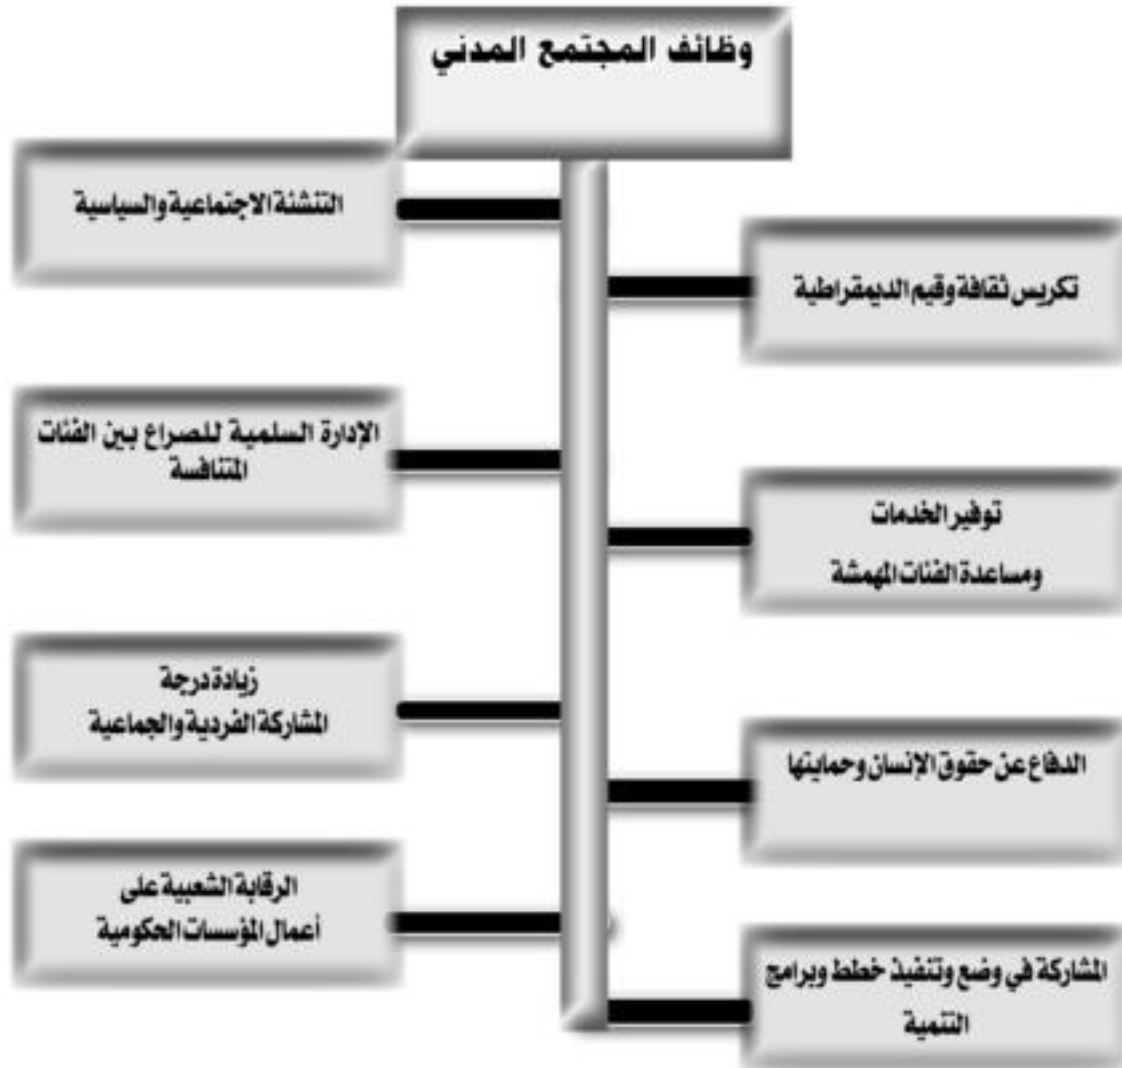 وظائف المجتمع المدني
تكريس ثقافة وقيم الديمقراطية
توفير الخدمات
ومساعدة الفئات المهمشة
الدفاع عن حقوق الإنسان وحمايتها
المشاركة في وضع وتنفيذ خطط وبرامج
التنمية
التنشئة الاجتماعية والسياسية
الإدارة السلمية للصراع بين الفئات
المتنافسة
زيادة درجة
المشاركة الفردية والجماعية
الرقابة الشعبية على
أعمال المؤسسات الحكومية